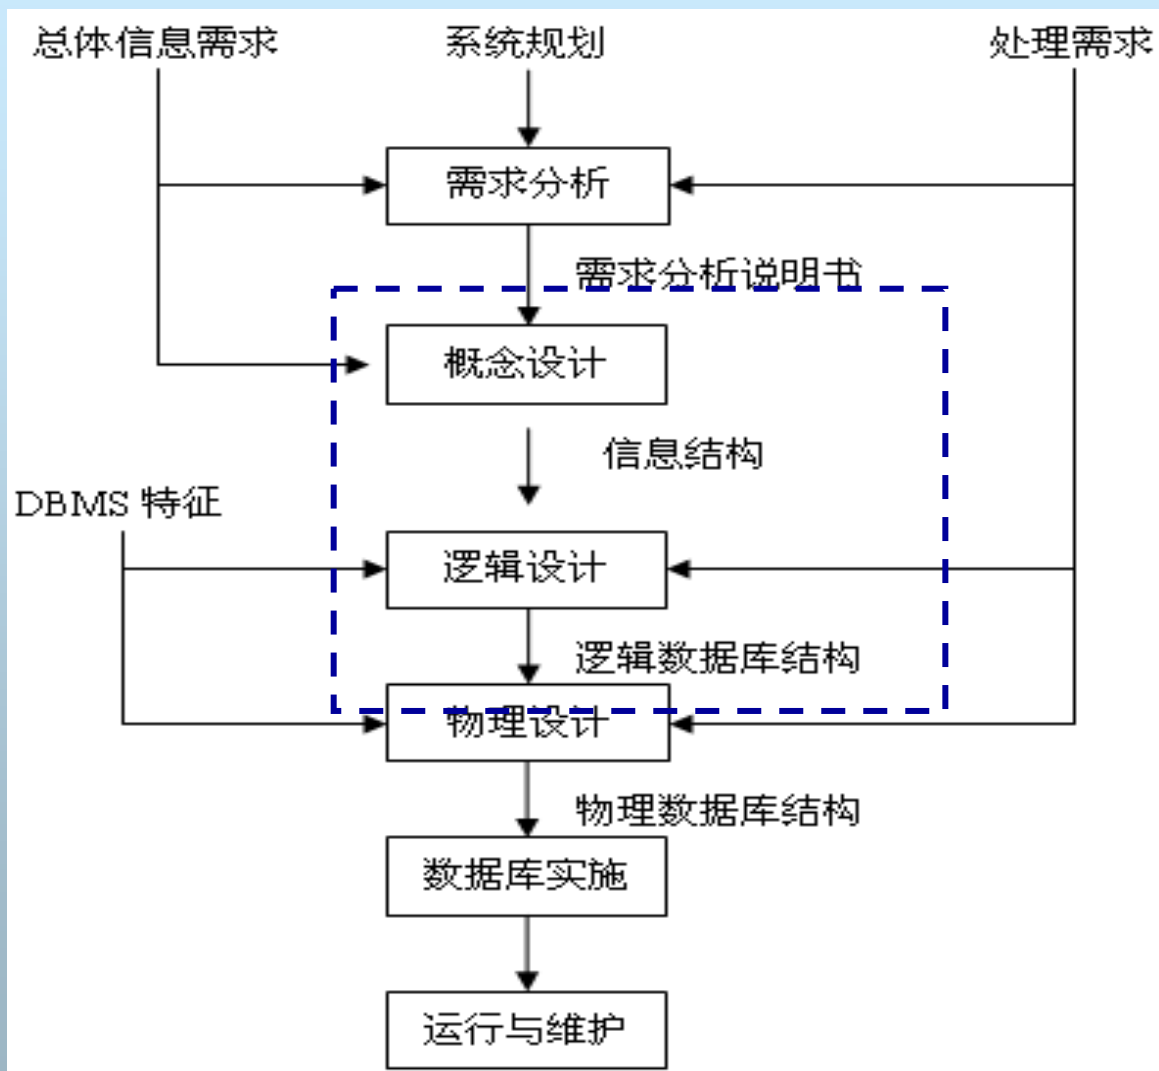 总体信息需求
系统规划
处理需求
需求分析
需求分析说明书
概念设计
信息结构
DBMS 特征
逻辑设计
逻辑数据库结构
物理设计
物理数据库结构
数据库实施
运行与维护